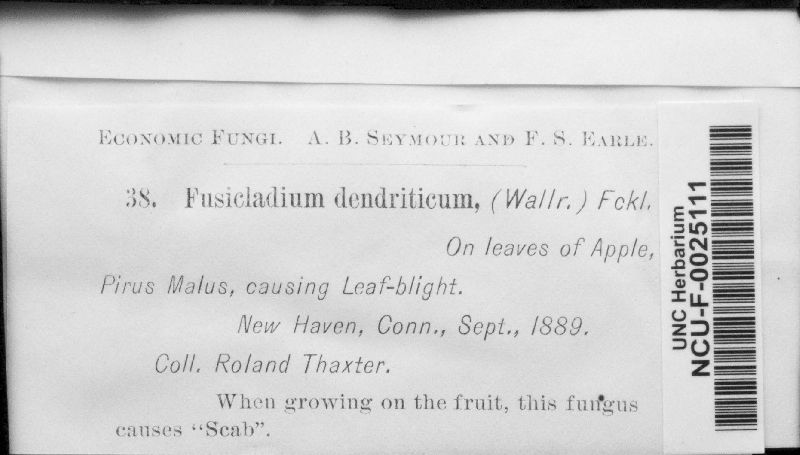 Economic Fungi. A. B. Seymour and F. S. Earle.
38. Fusicladium dendriticum, (Wallr.) Fckl.
On leaves of Apple,
Pirus Malus, causing Leaf-blight.
New Haven, Conn., Sept., 1889.
Coll. Roland Thaxter.
When growing on the fruit, this fungus
causes "Scab".
UNC Herbarium
NCU-F-0025111